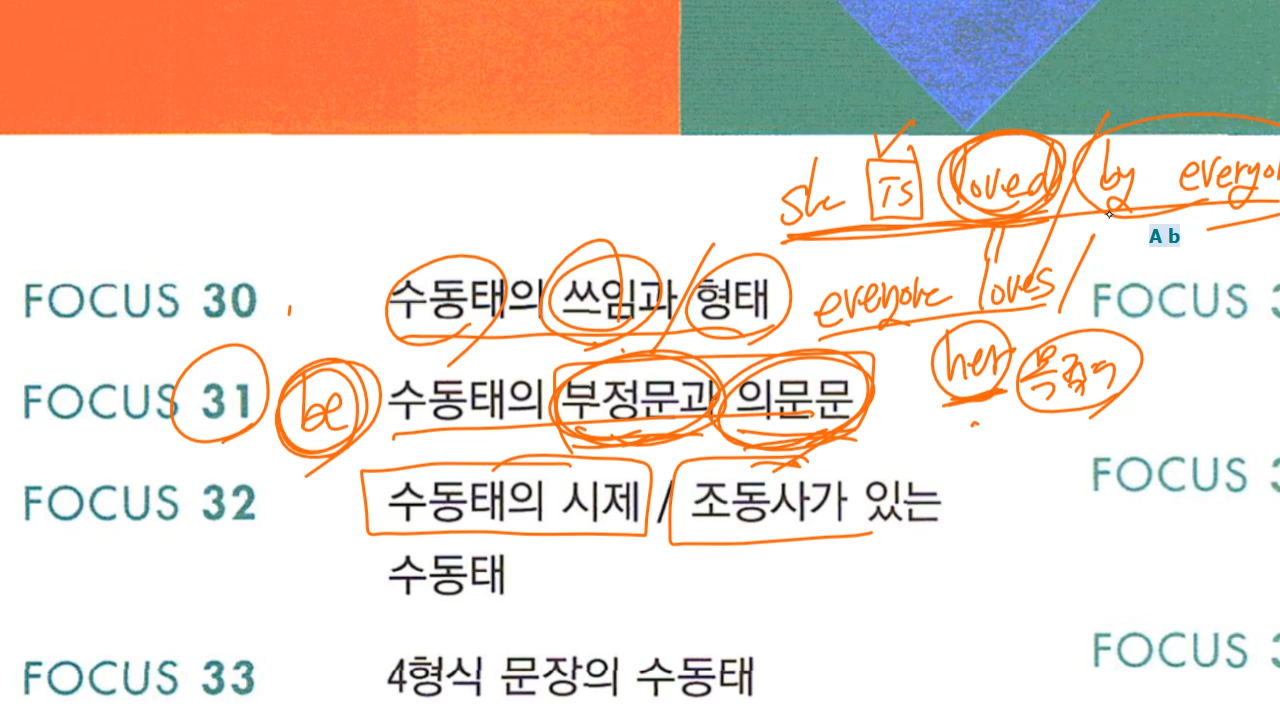 she is loved by everyo
A b
FOCUS 30 수동태의 쓰임과 형태
everyone loves
her 목적어
FOCUS 31 be 수동태의 부정문과 의문문
FOCUS 32 수동태의 시제 / 조동사가 있는
수동태
FOCUS 33 4형식 문장의 수동태
FOCUS 3
FOCUS 3
FOCUS 3